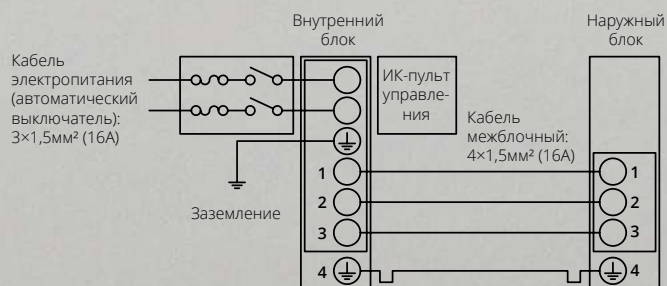 Внутренний
блок
Наружный
блок
Кабель
электропитания
(автоматический
выключатель):
3×1,5мм² (16А)
ИК-пульт
управле-
ния
Кабель
межблочный:
4×1,5мм² (16А)
Заземление
1
2
3
4
1
2
3
4